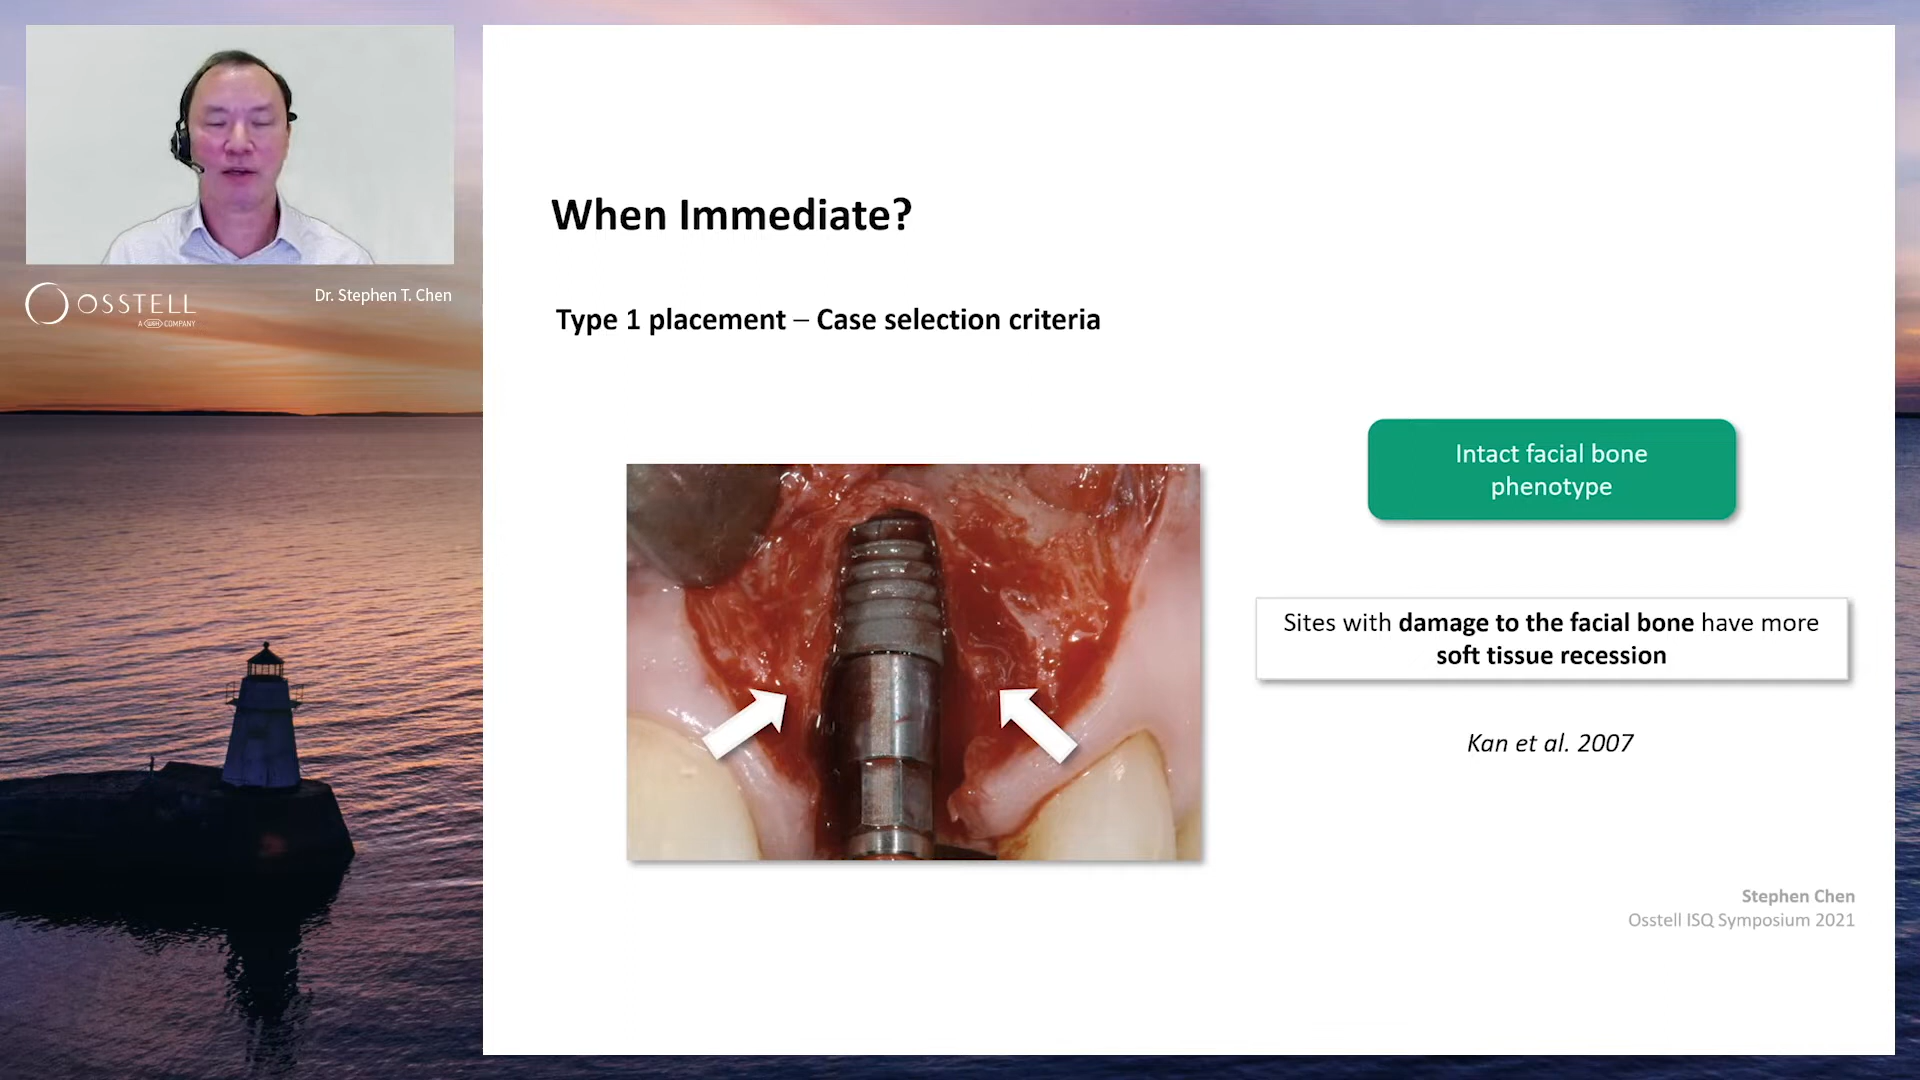 OSSTELL
A W&H COMPANY
Dr. Stephen T. Chen
When Immediate?
Type 1 placement – Case selection criteria
Intact facial bone
phenotype
Sites with damage to the facial bone have more
soft tissue recession
Kan et al. 2007
Stephen Chen
Osstell ISQ Symposium 2021